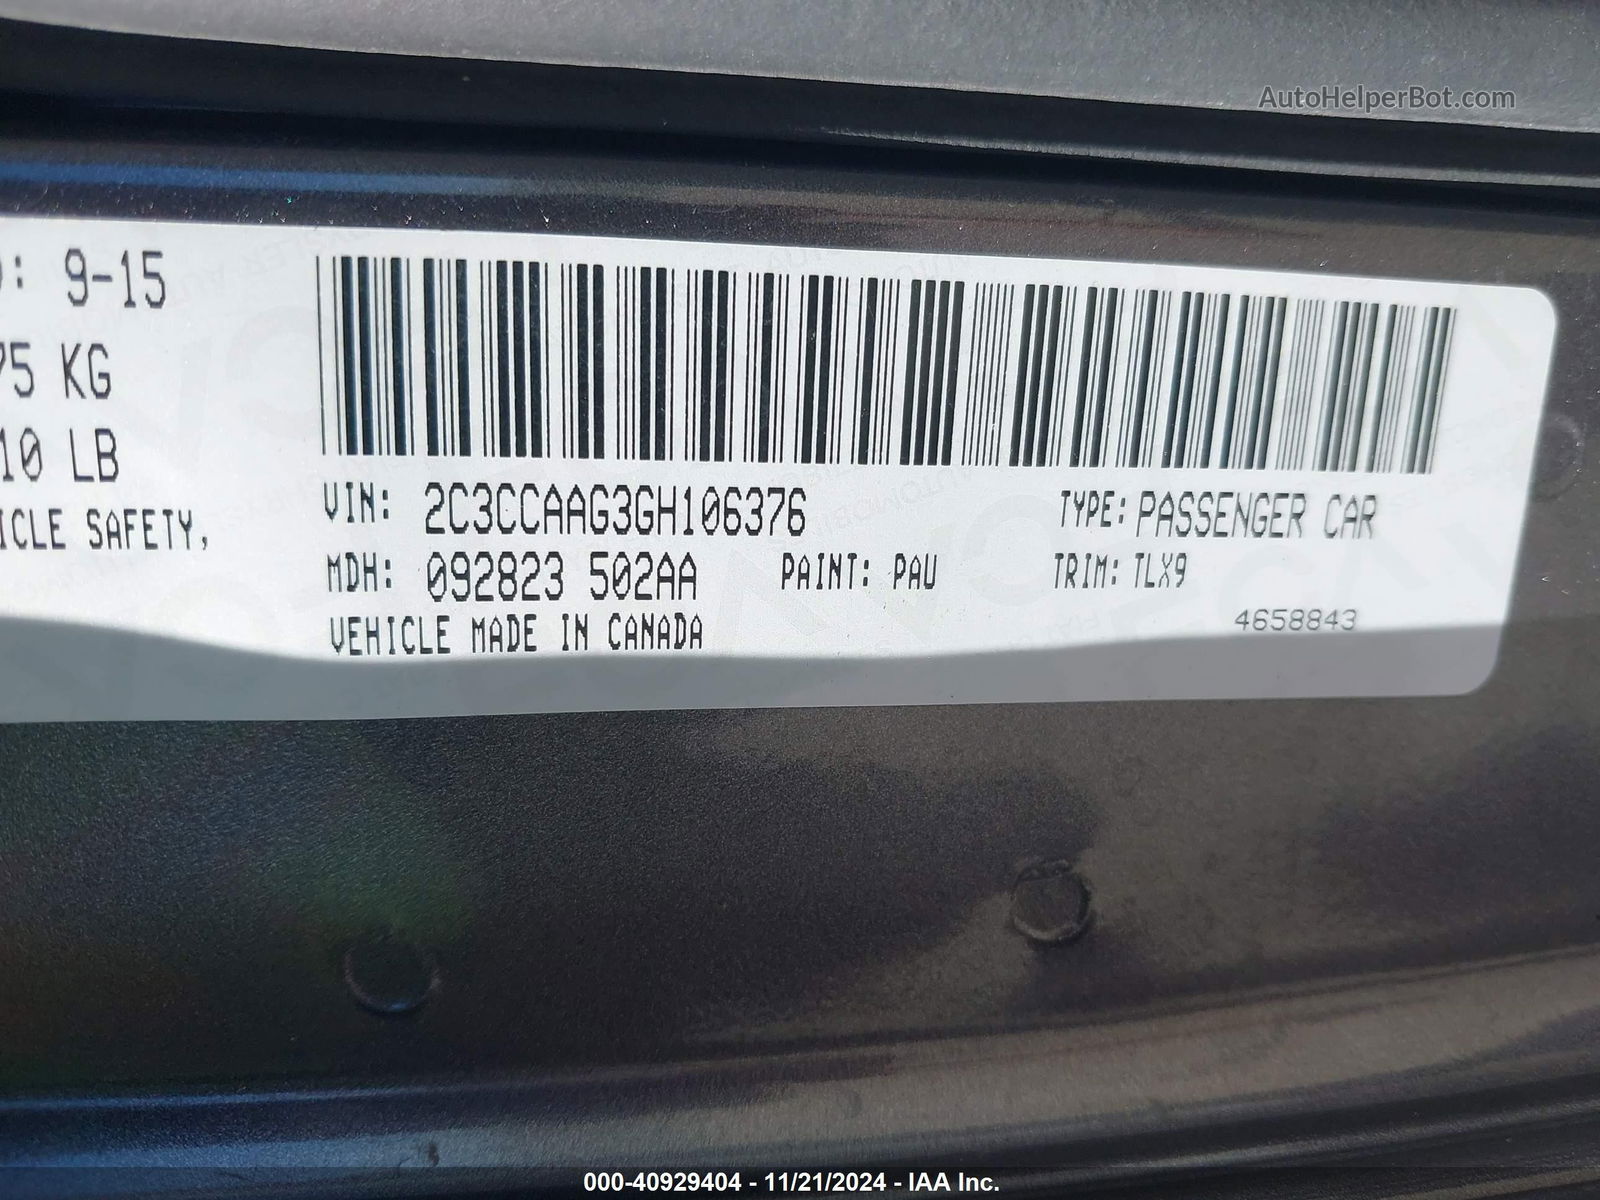 AutoHelperBot.com
: 9-15
75 KG
10 LB
ICLE SAFETY,
VIN: 2C3CCAAG3GH106376 TYPE: PASSENGER CAR
MDH: 092823 502AA PAINT: PAU TRIM: TLX9
VEHICLE MADE IN CANADA
4658843
000-40929404 - 11/21/2024 - IAA Inc.